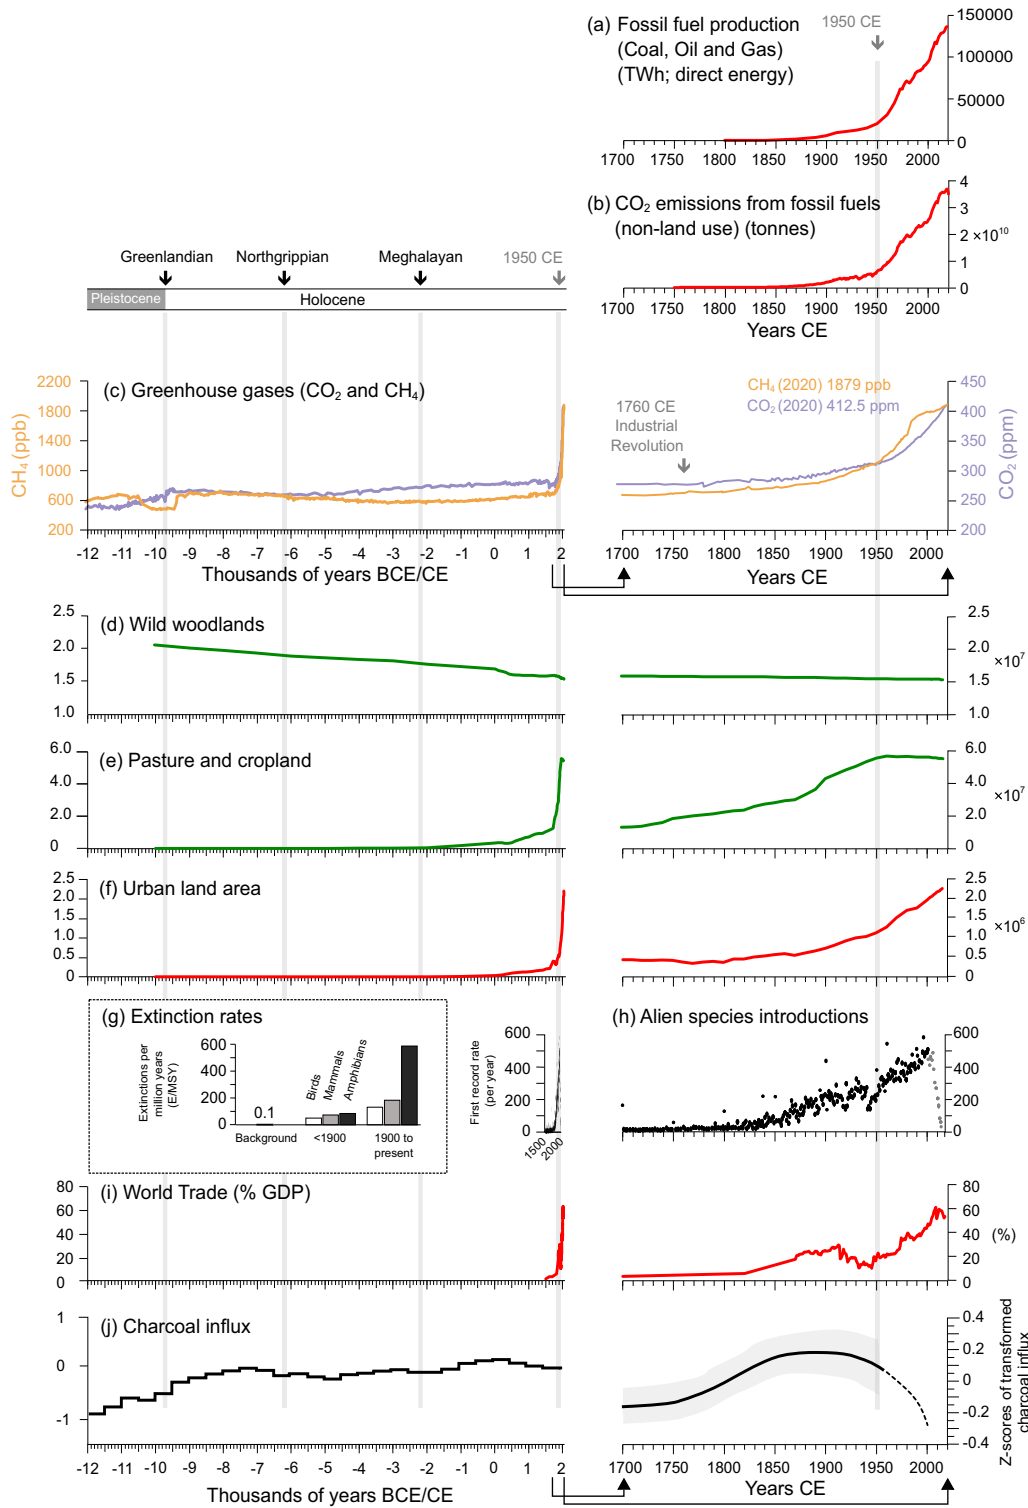 (a) Fossil fuel production
(Coal, Oil and Gas)
(TWh; direct energy)
1950 CE
150000
100000
50000
0
1700 1750 1800 1850 1900 1950 2000
(b) CO₂ emissions from fossil fuels
(non-land use) (tonnes)
4
3
2 ×10¹⁰
1
0
1700 1750 1800 1850 1900 1950 2000
Years CE
Greenlandian Northgrippian Meghalayan 1950 CE
Pleistocene Holocene
(c) Greenhouse gases (CO₂ and CH₄)
CH₄ (ppb)
2200
1800
1400
1000
600
200
-12 -11 -10 -9 -8 -7 -6 -5 -4 -3 -2 -1 0 1 2
Thousands of years BCE/CE
CH₄ (2020) 1879 ppb
CO₂ (2020) 412.5 ppm
1760 CE
Industrial
Revolution
450
400
350
300
250
200
CO₂ (ppm)
1700 1750 1800 1850 1900 1950 2000
Years CE
(d) Wild woodlands
2.5
2.0
1.5
1.0
2.5
2.0
×10⁷
1.5
1.0
(e) Pasture and cropland
6.0
4.0
2.0
0
6.0
4.0
×10⁷
2.0
0
(f) Urban land area
2.5
2.0
1.5
1.0
0.5
0
2.5
2.0
1.5
×10⁶
1.0
0.5
0
(g) Extinction rates
Extinctions per
million years
(E/MSY)
600
400
200
0
0.1
Birds
Mammals
Amphibians
Background <1900 1900 to
present
First record rate
(per year)
600
400
200
0
1500
2000
(h) Alien species introductions
600
400
200
0
(i) World Trade (% GDP)
80
60
40
20
0
80
60
(%)
40
20
0
(j) Charcoal influx
1
0
-1
-12 -11 -10 -9 -8 -7 -6 -5 -4 -3 -2 -1 0 1 2
Thousands of years BCE/CE
0.4
0.2
0
-0.2
-0.4
Z-scores of transformed
charcoal influx
1700 1750 1800 1850 1900 1950 2000
Years CE